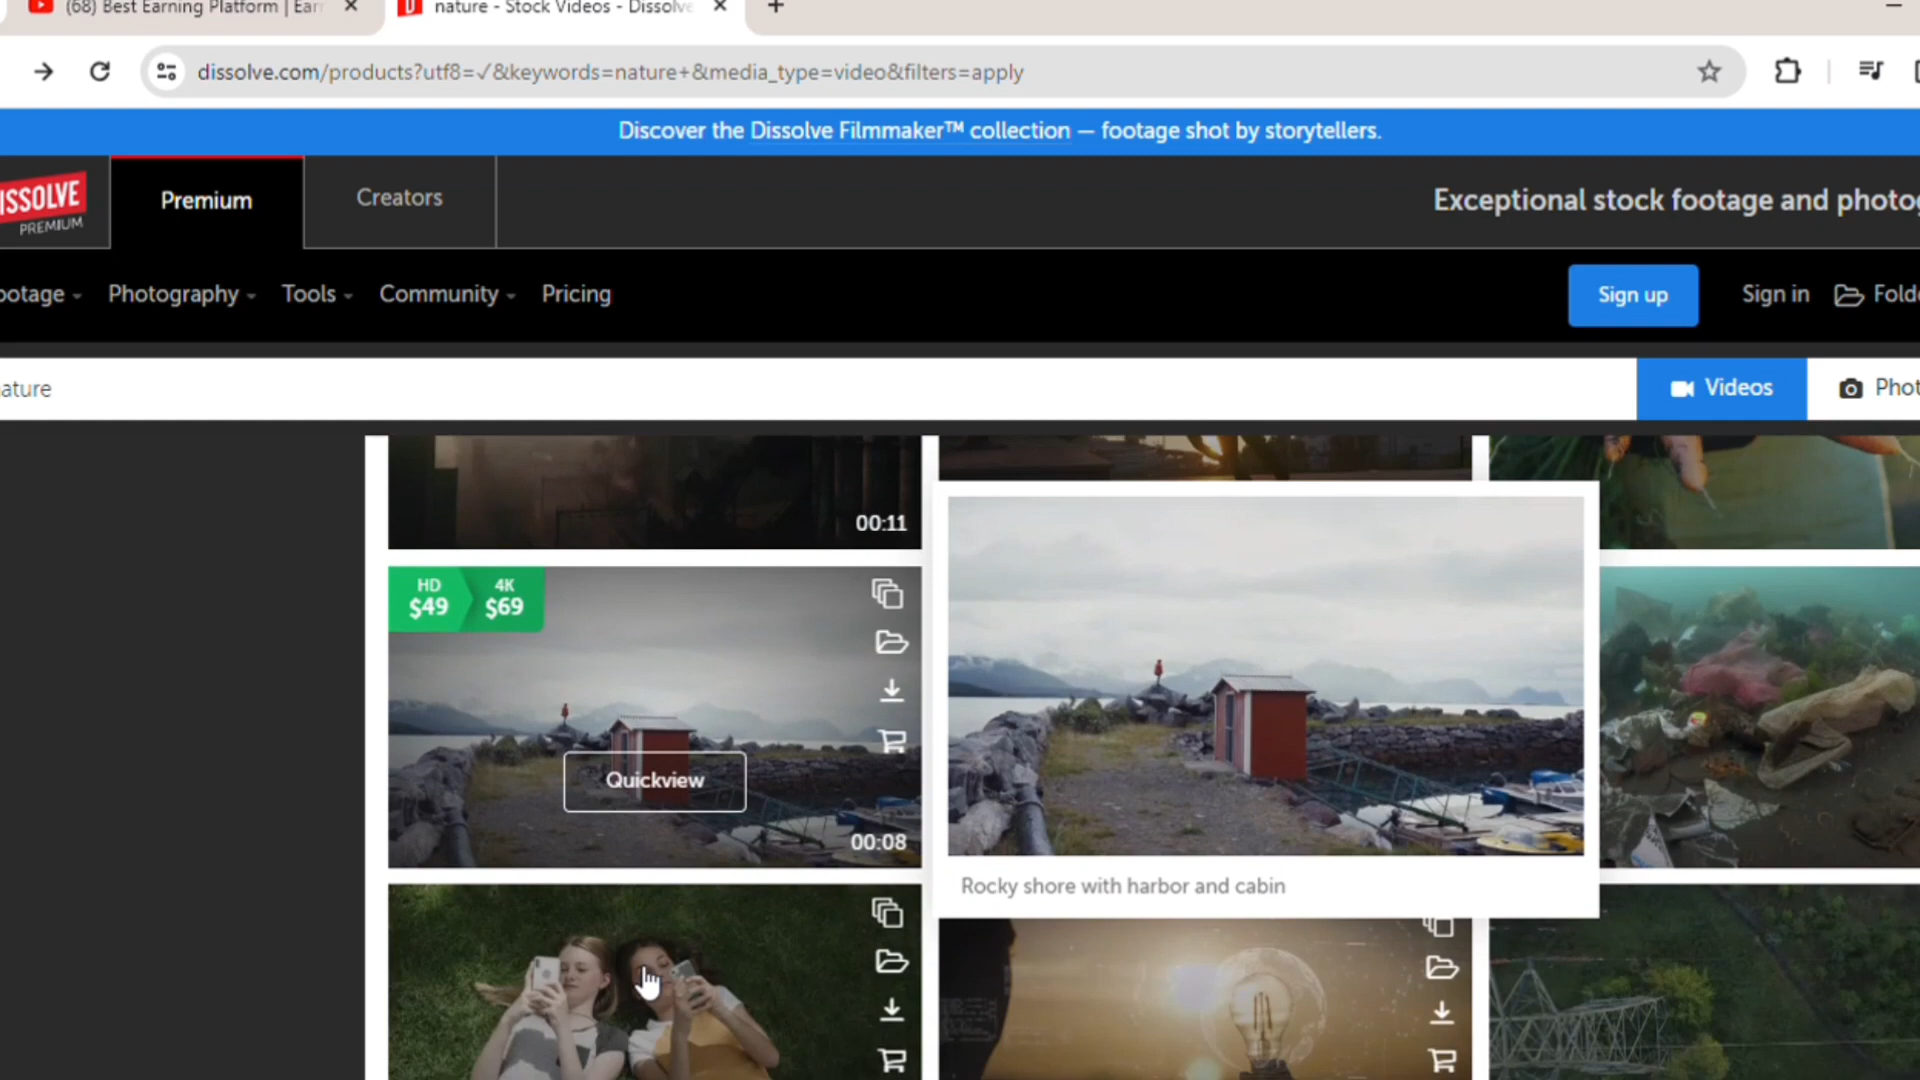 (68) Best Earning Platform | Ear
nature - Stock Videos - Dissolve
dissolve.com/products?utf8=✓&keywords=nature+&media_type=video&filters=apply
Discover the Dissolve Filmmaker™ collection — footage shot by storytellers.
ISSOLVE
PREMIUM
Premium
Creators
Exceptional stock footage and photog
ootage
Photography
Tools
Community
Pricing
Sign up
Sign in
Folde
ature
Videos
Phot
00:11
HD
$49
4K
$69
Quickview
00:08
Rocky shore with harbor and cabin